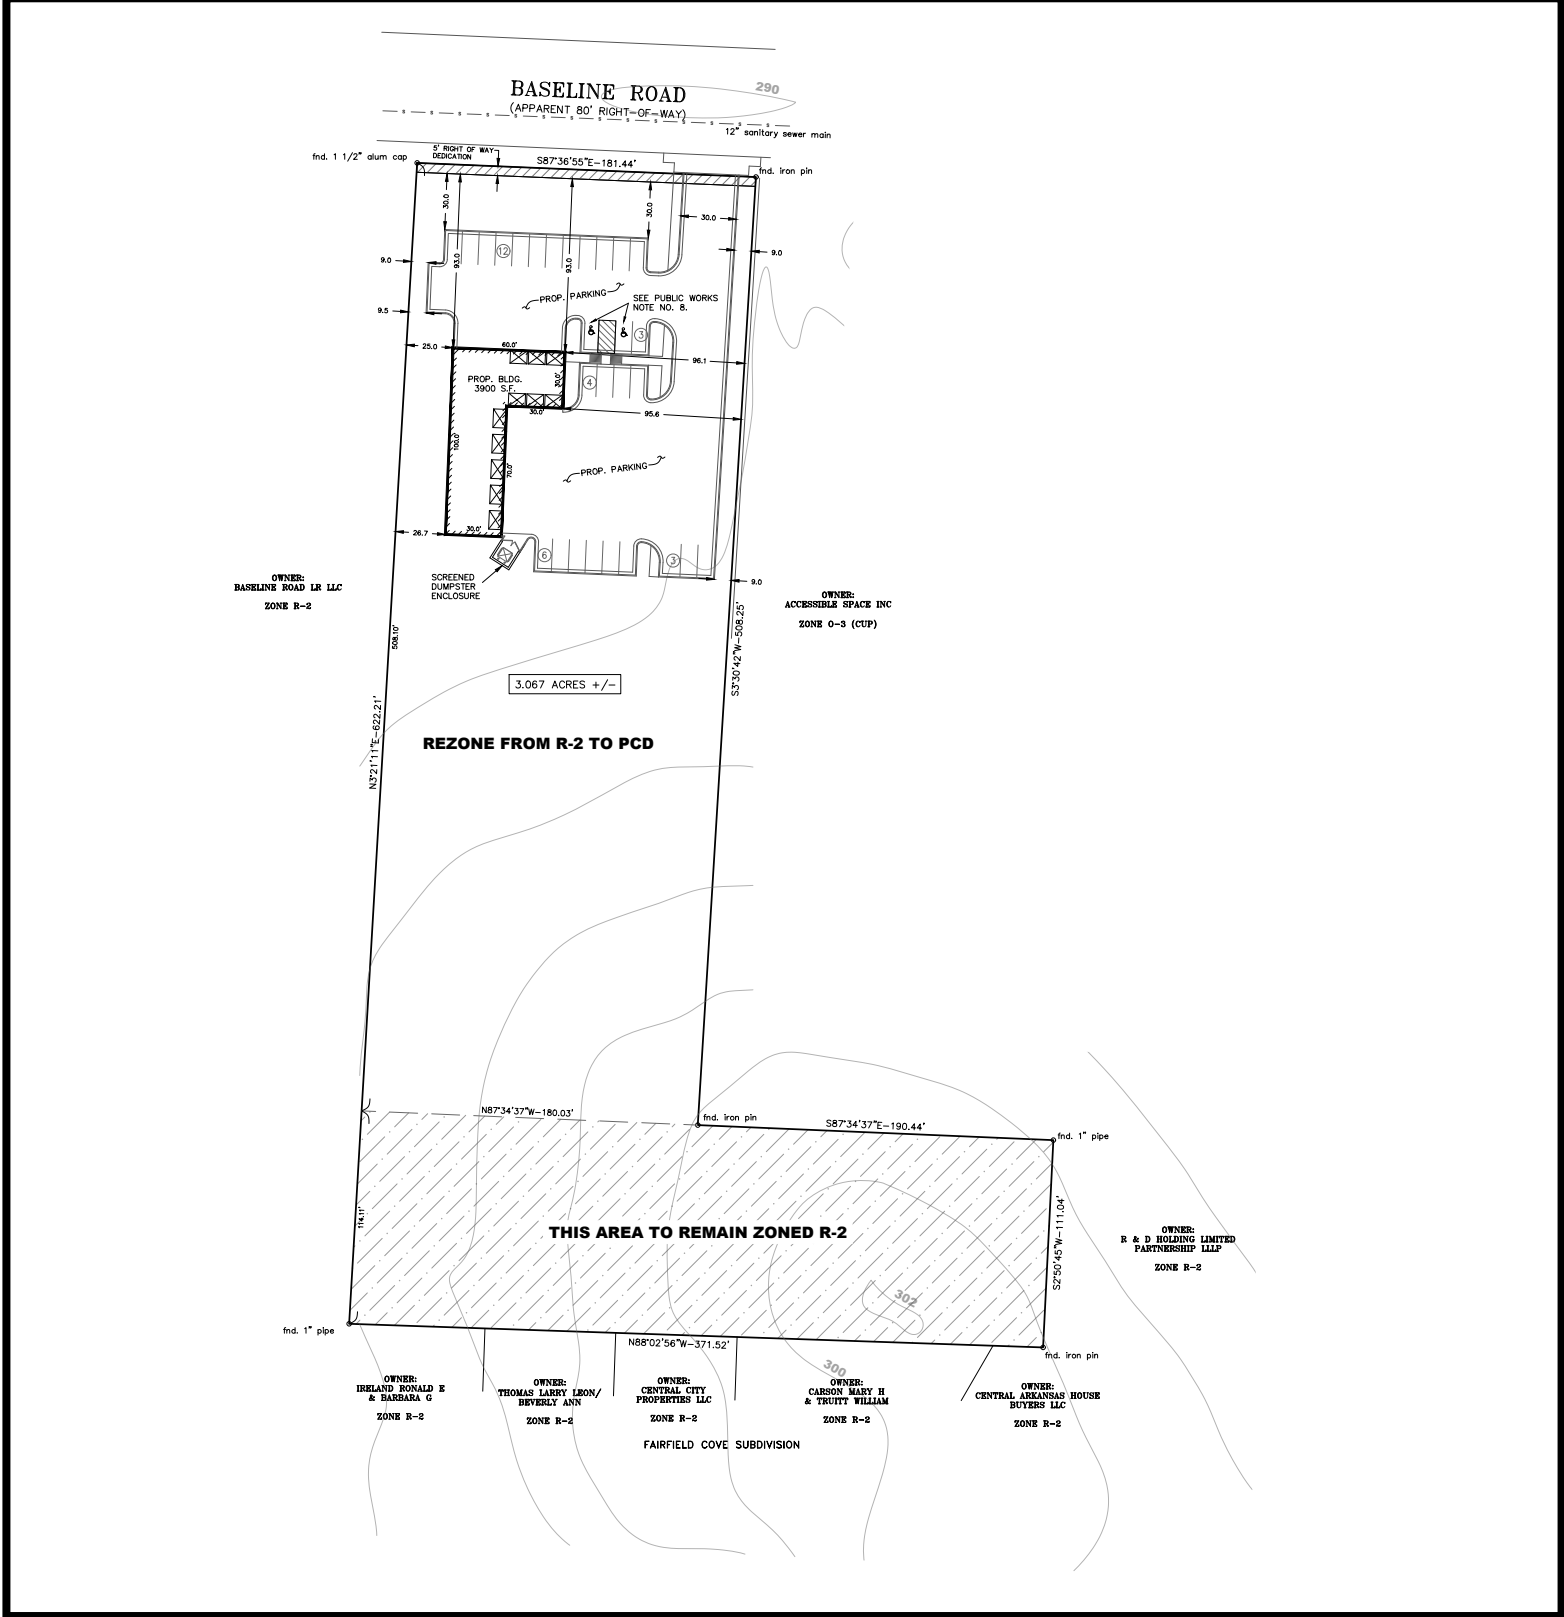 BASELINE ROAD
(APPARENT 80' RIGHT-OF-WAY)
290
12" sanitary sewer main
fnd. 1 1/2" alum cap
5' RIGHT OF WAY
DEDICATION
S87°36'55"E-181.44'
fnd. iron pin
30.0
30.0
30.0
9.0
9.0
12
93.0
93.0
PROP. PARKING
SEE PUBLIC WORKS
NOTE NO. 8.
9.5
3
25.0
60.0'
96.1
PROP. BLDG.
3900 S.F.
30.0'
4
30.0'
95.6
100.0'
70.0'
PROP. PARKING
26.7
30.0'
6
3
SCREENED
DUMPSTER
ENCLOSURE
9.0
OWNER:
BASELINE ROAD LR LLC
ZONE R-2
OWNER:
ACCESSIBLE SPACE INC
ZONE O-3 (CUP)
508.10'
S3°30'42"W-508.25'
3.067 ACRES +/-
N3°21'11"E-622.21'
REZONE FROM R-2 TO PCD
N87°34'37"W-180.03'
fnd. iron pin
S87°34'37"E-190.44'
fnd. 1" pipe
114.11'
THIS AREA TO REMAIN ZONED R-2
S2°50'45"W-111.04'
OWNER:
R & D HOLDING LIMITED
PARTNERSHIP LLLP
ZONE R-2
302
fnd. 1" pipe
N88°02'56"W-371.52'
fnd. iron pin
300
OWNER:
IRELAND RONALD E
& BARBARA G
ZONE R-2
OWNER:
THOMAS LARRY LEON/
BEVERLY ANN
ZONE R-2
OWNER:
CENTRAL CITY
PROPERTIES LLC
ZONE R-2
OWNER:
CARSON MARY H
& TRUITT WILLIAM
ZONE R-2
OWNER:
CENTRAL ARKANSAS HOUSE
BUYERS LLC
ZONE R-2
FAIRFIELD COVE SUBDIVISION